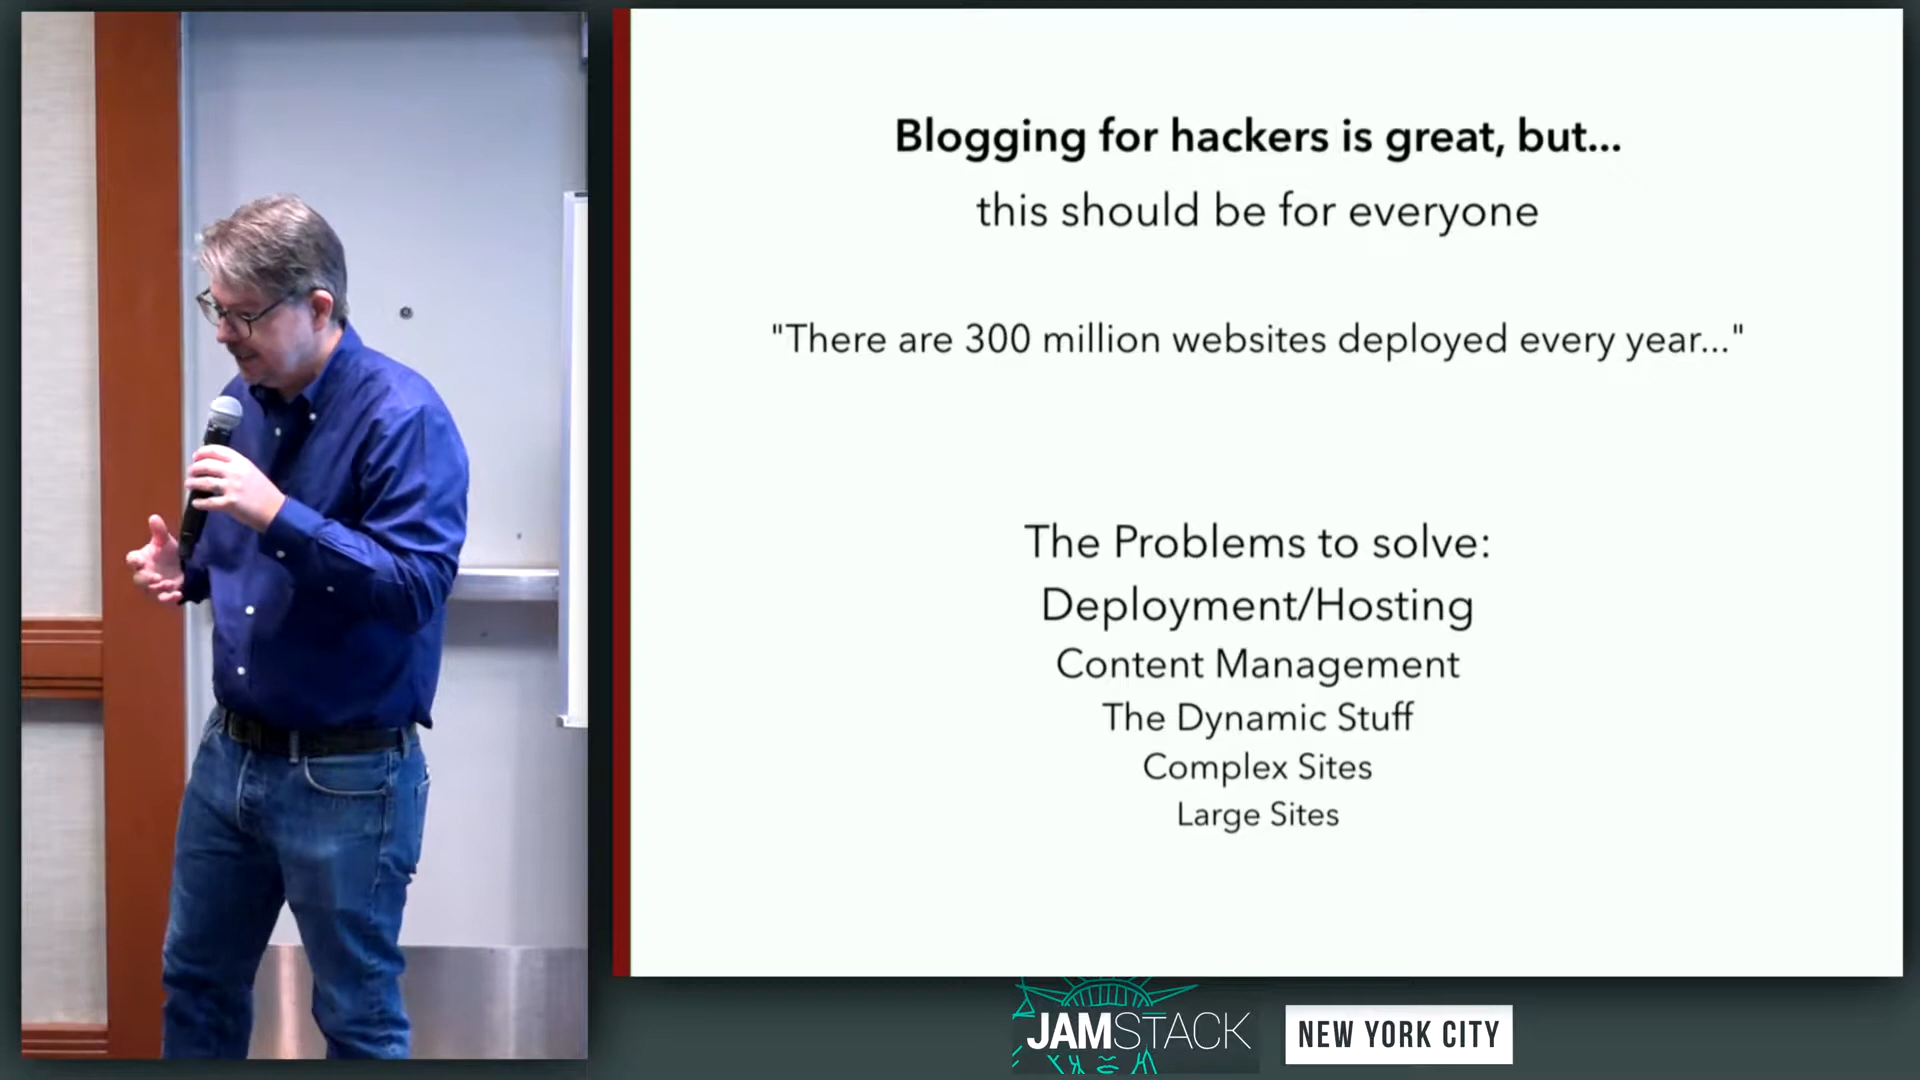 Blogging for hackers is great, but...
this should be for everyone
"There are 300 million websites deployed every year..."
The Problems to solve:
Deployment/Hosting
Content Management
The Dynamic Stuff
Complex Sites
Large Sites
JAMSTACK
NEW YORK CITY